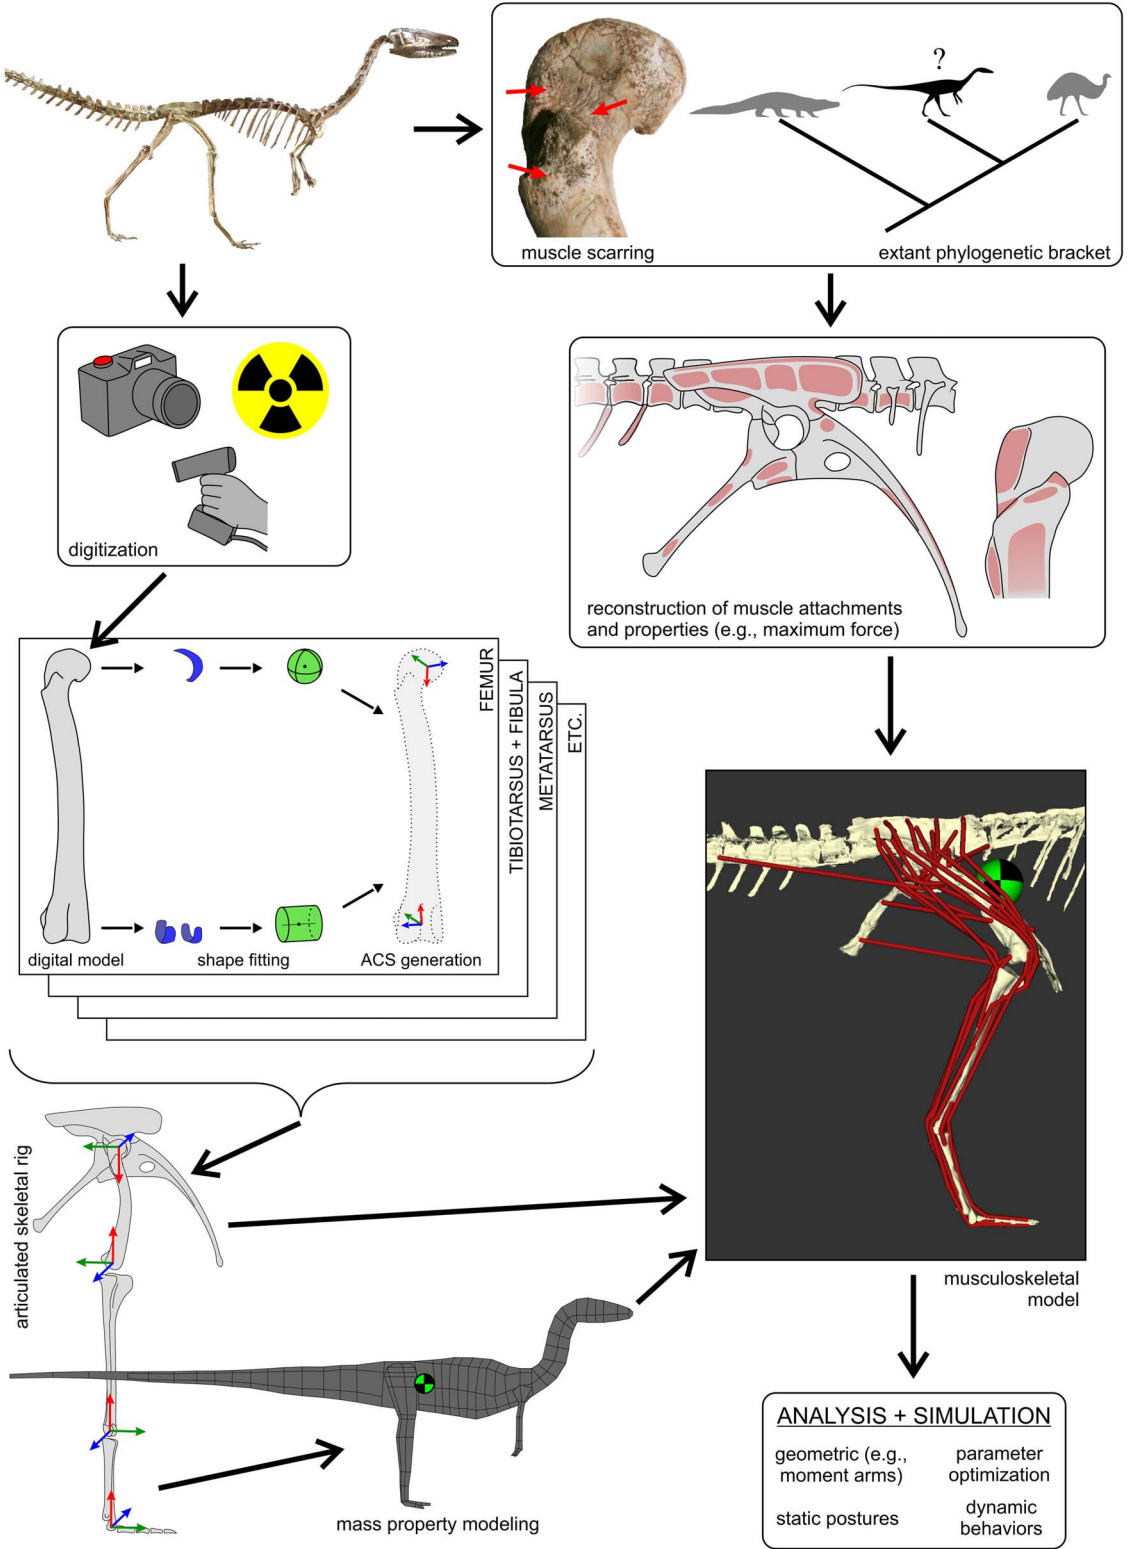 ?
muscle scarring
extant phylogenetic bracket
digitization
reconstruction of muscle attachments
and properties (e.g., maximum force)
FEMUR
TIBIOTARSUS + FIBULA
METATARSUS
ETC.
digital model
shape fitting
ACS generation
articulated skeletal rig
musculoskeletal
model
mass property modeling
ANALYSIS + SIMULATION
geometric (e.g.,
moment arms)
parameter
optimization
static postures
dynamic
behaviors